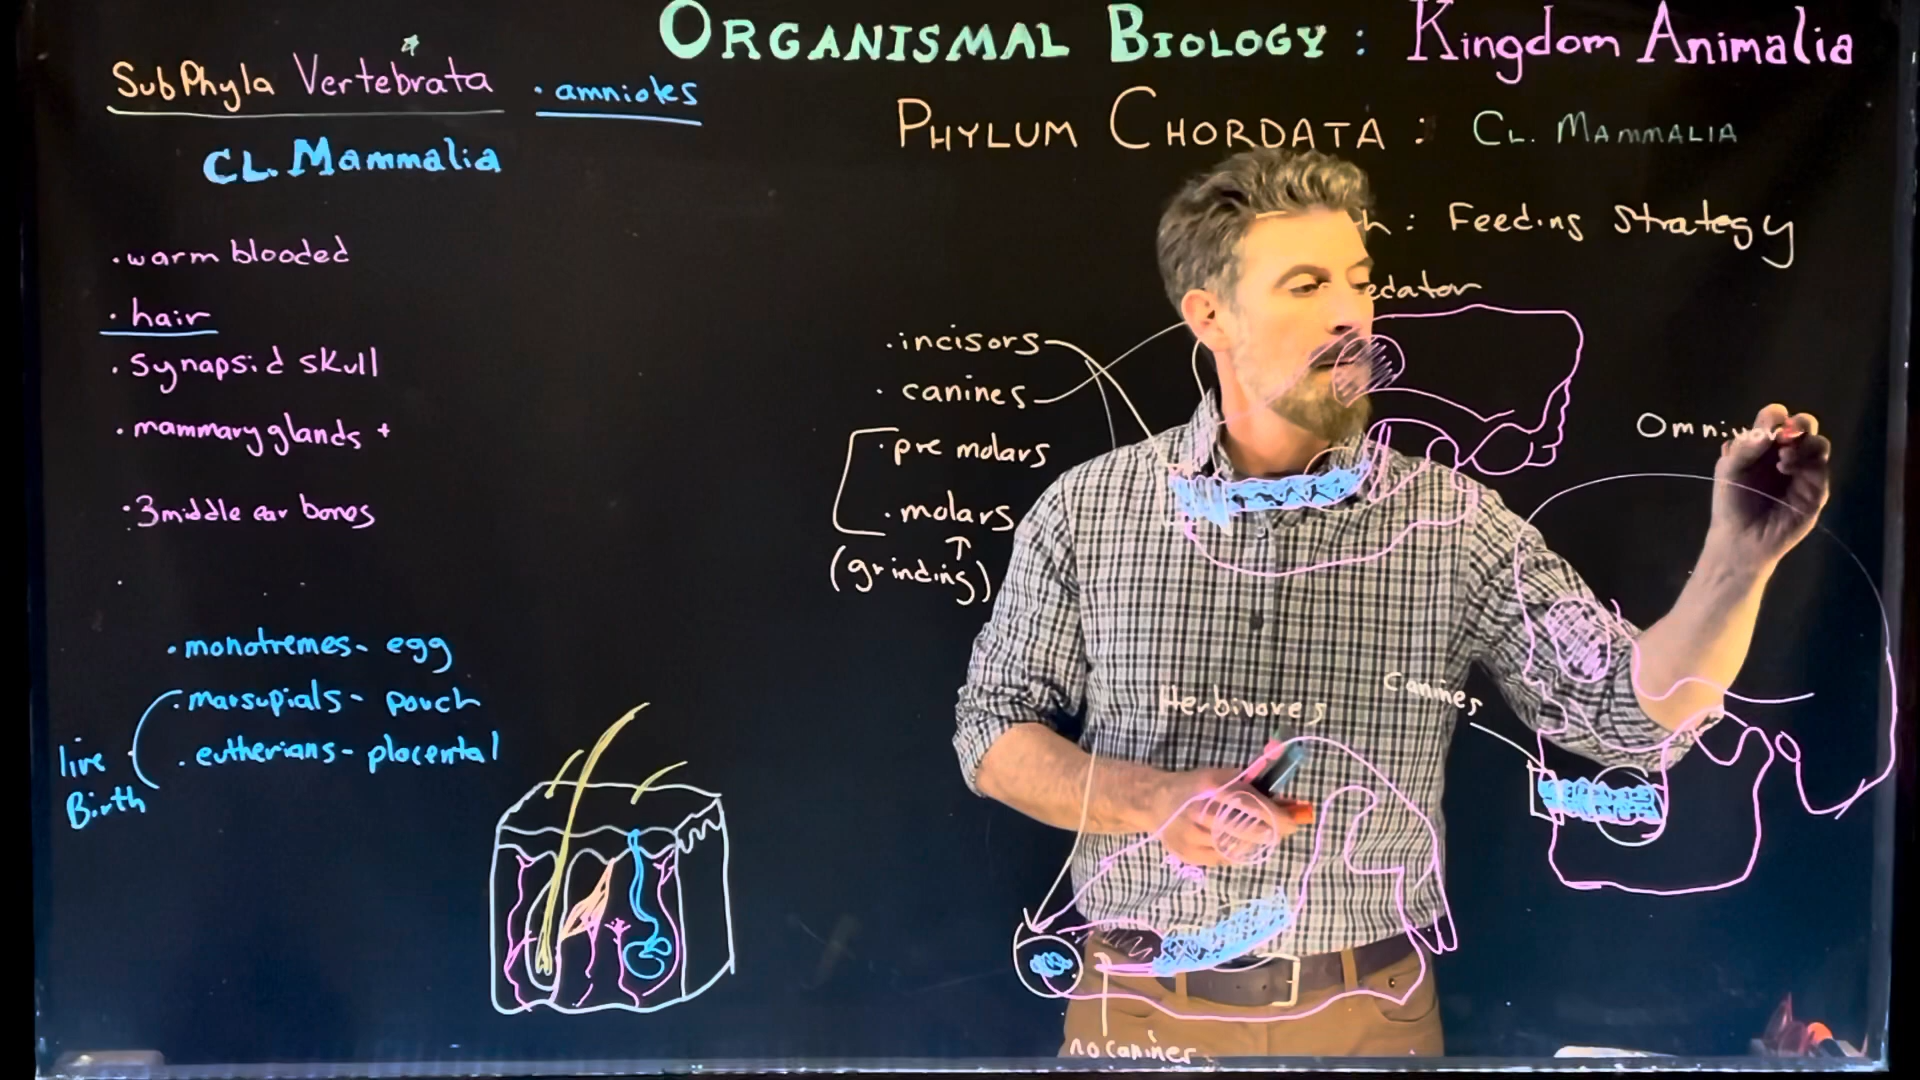 ORGANISMAL BIOLOGY : Kingdom Animalia
PHYLUM CHORDATA : CL. MAMMALIA
SubPhyla Vertebrata
· amniotes
CL. Mammalia
· warm blooded
· hair
· synapsid skull
· mammary glands +
· 3 middle ear bones
· monotremes - egg
· marsupials - pouch
· eutherians - placental
live
Birth
: Feeding Strategy
· incisors
· canines
· pre molars
· molars
(grinding)
Omnivor
Herbivores
Canines
no canines